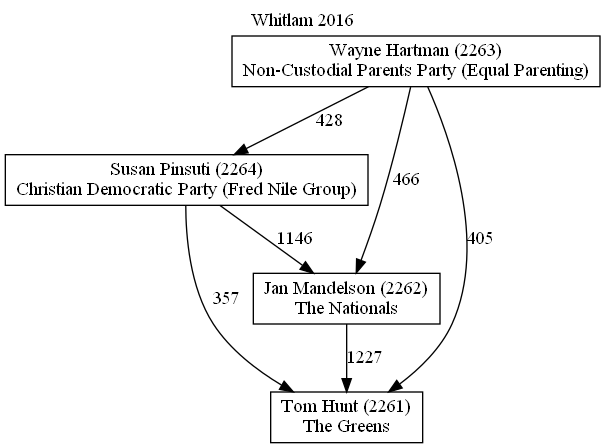 Whitlam 2016
Wayne Hartman (2263)
Non-Custodial Parents Party (Equal Parenting)
428
Susan Pinsuti (2264)
Christian Democratic Party (Fred Nile Group)
466
1146
405
357
Jan Mandelson (2262)
The Nationals
1227
Tom Hunt (2261)
The Greens